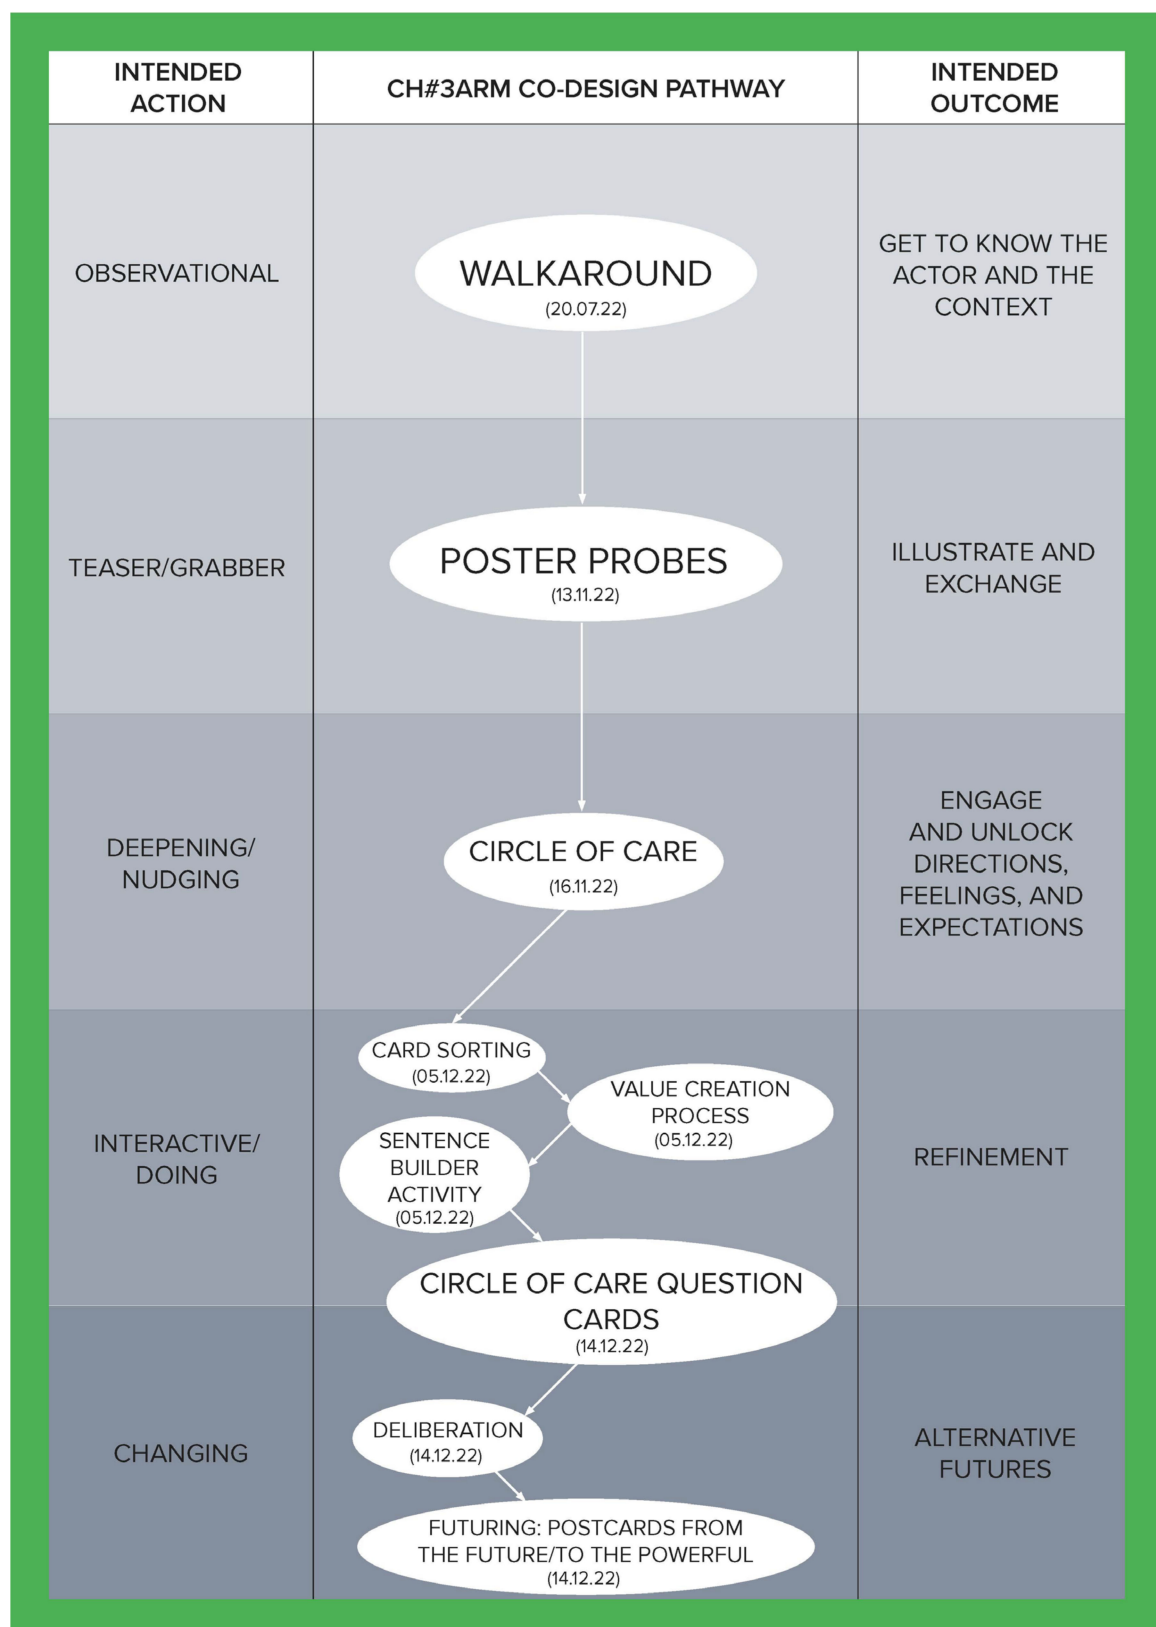 INTENDED
ACTION
CH#3ARM CO-DESIGN PATHWAY
INTENDED
OUTCOME
OBSERVATIONAL
WALKAROUND
(20.07.22)
GET TO KNOW THE
ACTOR AND THE
CONTEXT
TEASER/GRABBER
POSTER PROBES
(13.11.22)
ILLUSTRATE AND
EXCHANGE
DEEPENING/
NUDGING
CIRCLE OF CARE
(16.11.22)
ENGAGE
AND UNLOCK
DIRECTIONS,
FEELINGS, AND
EXPECTATIONS
INTERACTIVE/
DOING
CARD SORTING
(05.12.22)
VALUE CREATION
PROCESS
(05.12.22)
SENTENCE
BUILDER
ACTIVITY
(05.12.22)
CIRCLE OF CARE QUESTION
CARDS
(14.12.22)
REFINEMENT
CHANGING
DELIBERATION
(14.12.22)
FUTURING: POSTCARDS FROM
THE FUTURE/TO THE POWERFUL
(14.12.22)
ALTERNATIVE
FUTURES